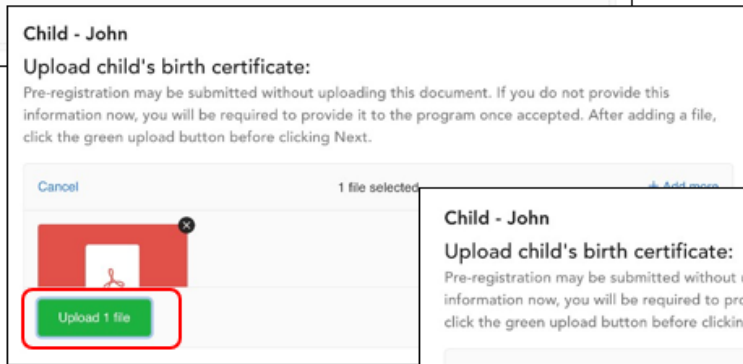 Child - John
Upload child's birth certificate:
Pre-registration may be submitted without uploading this document. If you do not provide this
information now, you will be required to provide it to the program once accepted. After adding a file,
click the green upload button before clicking Next.
Cancel 1 file selected + Add more
Upload 1 file
Child - John
Upload child's birth certificate:
Pre-registration may be submitted without
information now, you will be required to
click the green upload button before